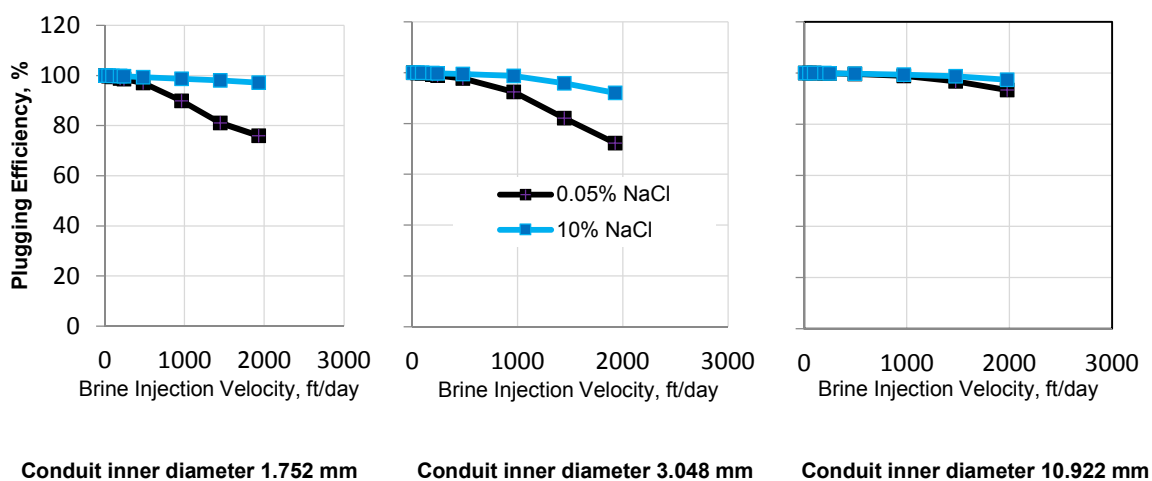 Plugging Efficiency, %
120
100
80
60
40
20
0
0 1000 2000 3000
Brine Injection Velocity, ft/day
0 1000 2000 3000
Brine Injection Velocity, ft/day
0 1000 2000 3000
Brine Injection Velocity, ft/day
0.05% NaCl
10% NaCl
Conduit inner diameter 1.752 mm
Conduit inner diameter 3.048 mm
Conduit inner diameter 10.922 mm